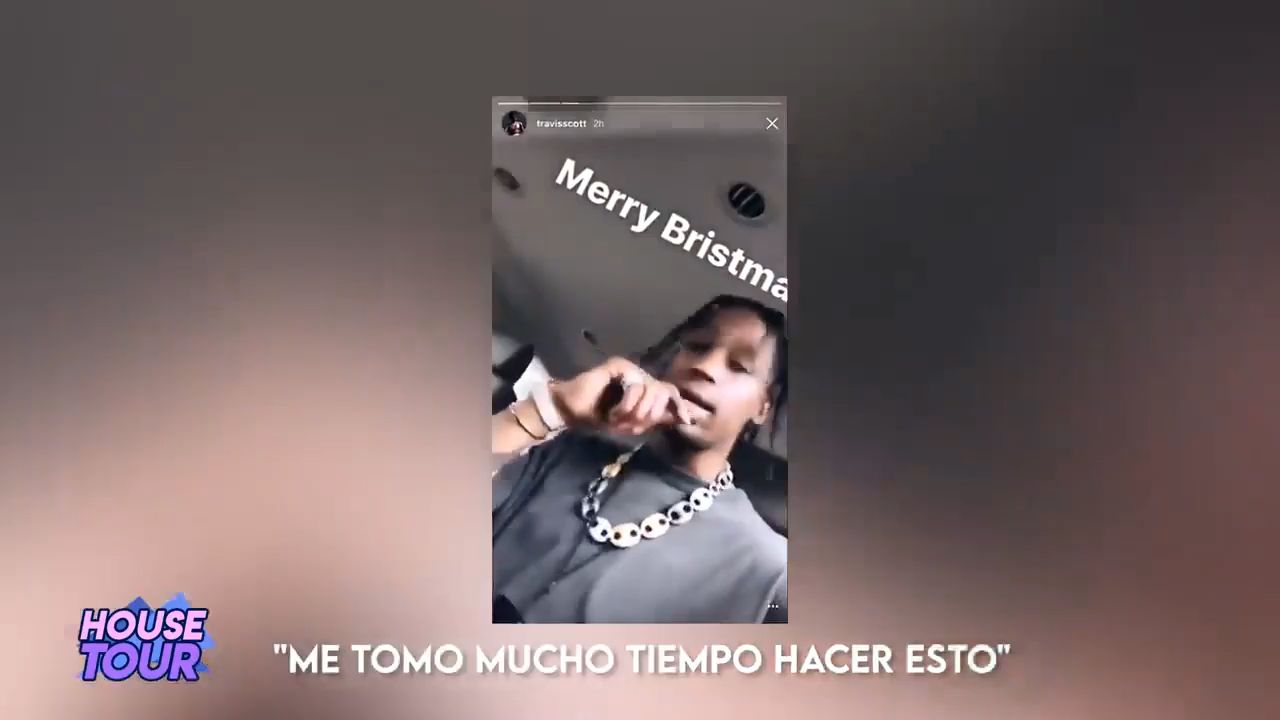 travisscott 2h
Merry Bristma
HOUSE
TOUR
"ME TOMO MUCHO TIEMPO HACER ESTO"